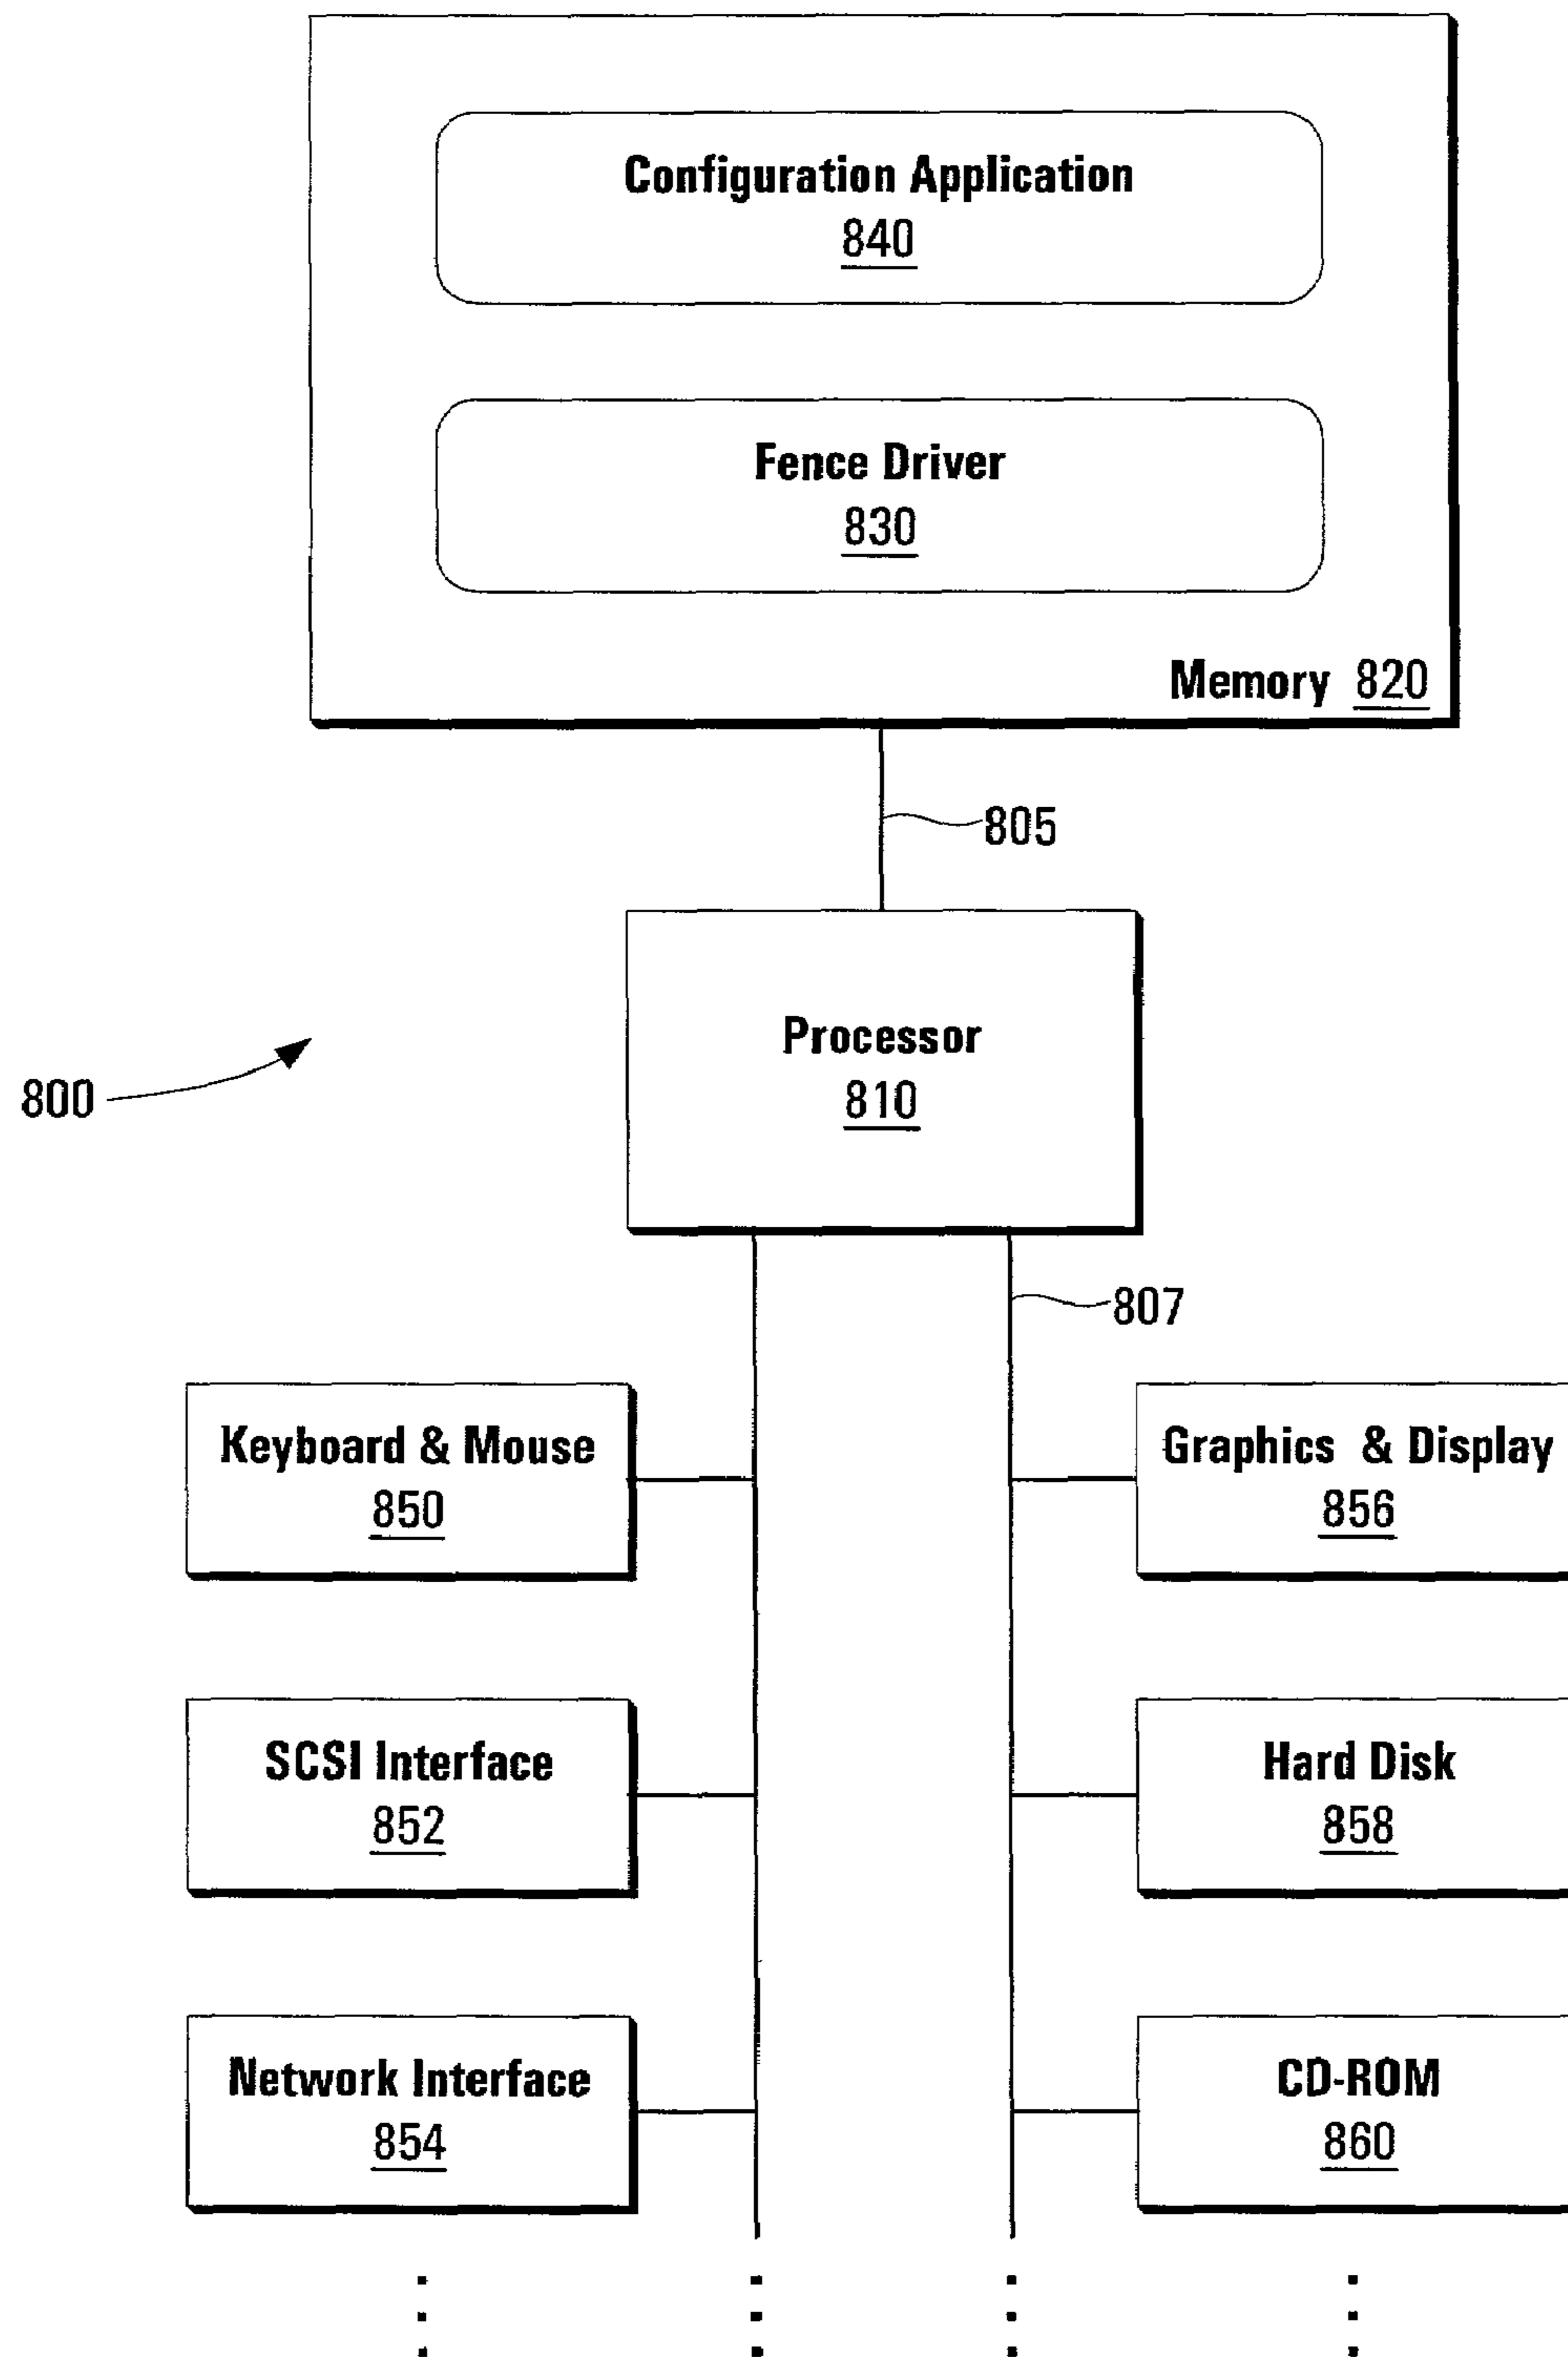 Configuration Application
840
Fence Driver
830
Memory 820
805
Processor
810
800
807
Keyboard & Mouse
850
Graphics & Display
856
SCSI Interface
852
Hard Disk
858
Network Interface
854
CD-ROM
860